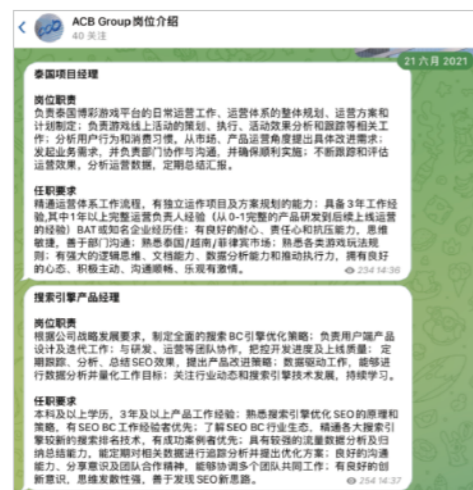 ACB Group岗位介绍
40 关注
21 六月 2021
泰国项目经理
岗位职责
负责泰国博彩游戏平台的日常运营工作、运营体系的整体规划、运营方案和
计划制定；负责游戏线上活动的策划、执行、活动效果分析和跟踪等相关工
作；分析用户行为和消费习惯，从市场、产品运营角度提出具体改进需求；
发起业务需求，并负责部门协作与沟通，并确保顺利实施；不断跟踪和评估
运营效果，分析运营数据，定期总结汇报。
任职要求
精通运营体系工作流程，有独立运作项目及方案规划的能力；具备3年工作经
验,其中1年以上完整运营负责人经验（从0-1完整的产品研发到后续上线运营
的经验）BAT或知名企业经历佳；有良好的耐心、责任心和抗压能力，思维
敏捷，善于部门沟通；熟悉泰国/越南/菲律宾市场；熟悉各类游戏玩法规
则；有强大的逻辑思维、文档能力、数据分析能力和推动执行力，拥有良好
的心态、积极主动、沟通顺畅、乐观有激情。
234 14:36
搜索引擎产品经理
岗位职责
根据公司战略发展要求，制定全面的搜索BC引擎优化策略；负责用户端产品
设计及迭代工作；与研发、运营等团队协作，把控开发进度及上线质量；定
期跟踪、分析、总结SEO效果，提出产品改进策略；数据驱动工作，能够进
行数据分析并量化工作目标；关注行业动态和搜索引擎技术发展，持续学习。
任职要求
本科及以上学历，3年及以上产品工作经验；熟悉搜索引擎优化SEO的原理和
策略，有SEO BC工作经验者优先；了解SEO BC行业生态，精通各大搜索引
擎较新的搜索排名技术，有成功案例者优先；具有较强的流量数据分析及归
纳总结能力，能定期对相关数据进行追踪分析并提出优化方案；良好的沟通
能力、分享意识及团队合作精神，能够协调多个团队共同工作；有良好的创
新意识，思维发散性强，善于发现SEO新思路。
254 14:37